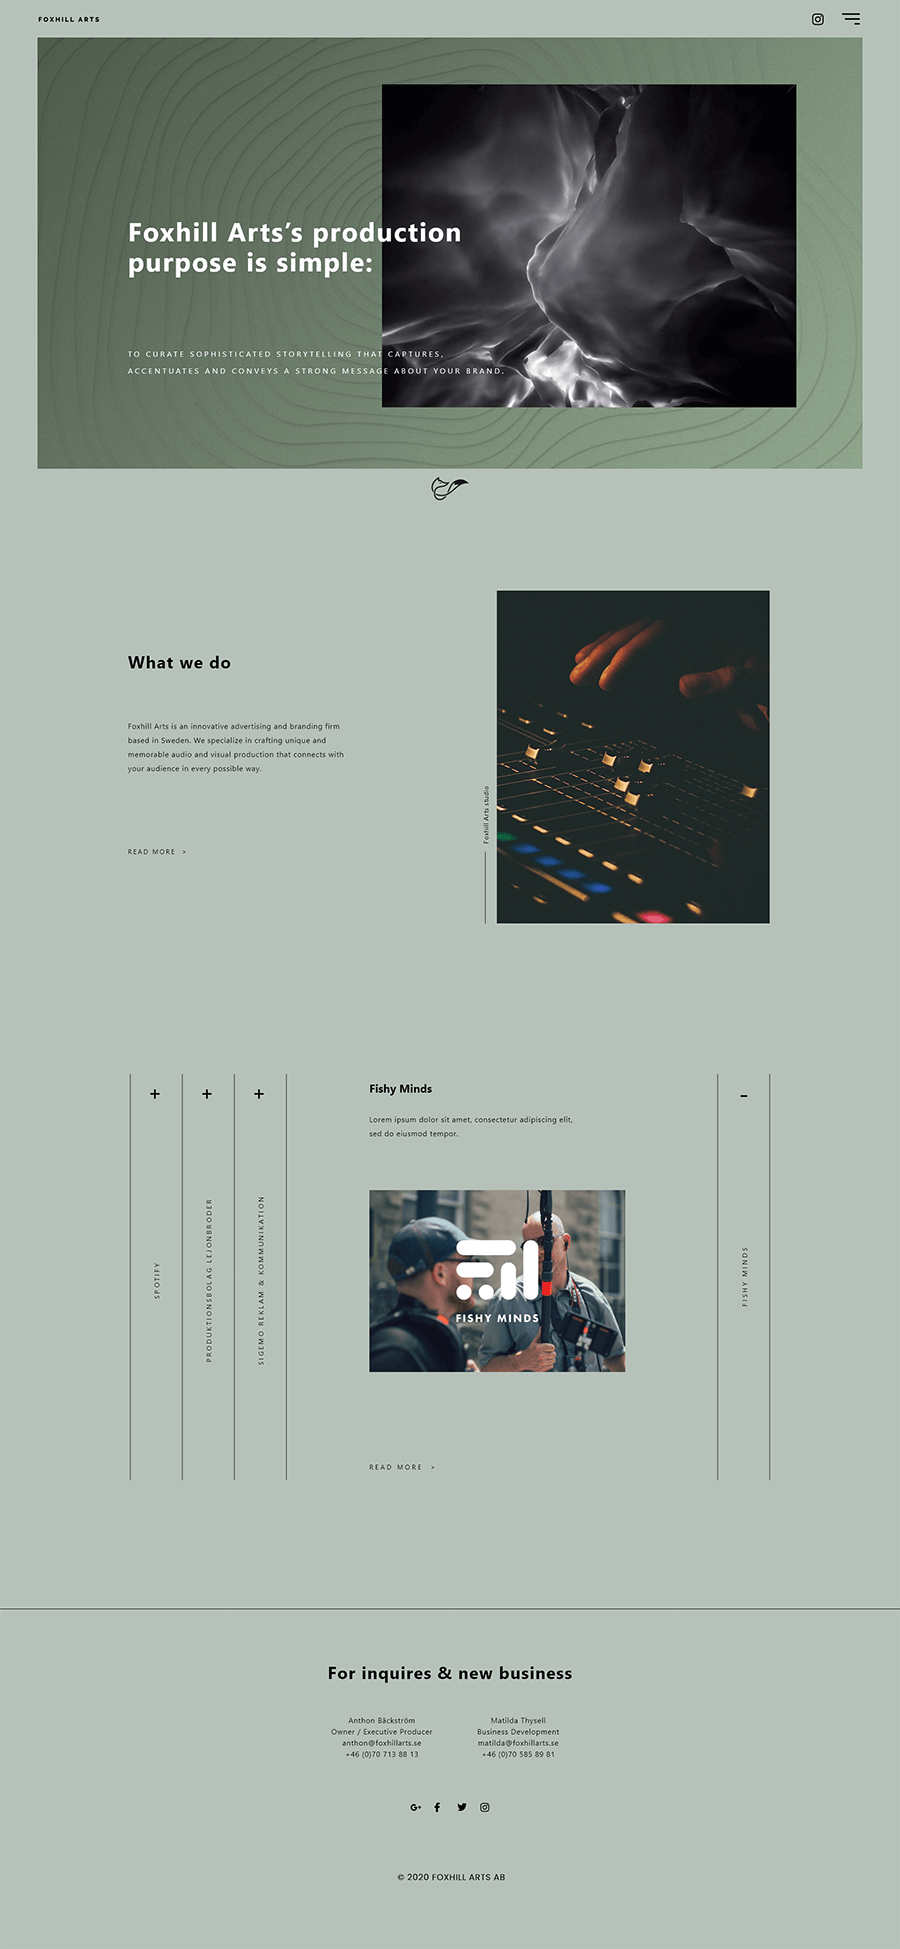 FOXHILL ARTS
Foxhill Arts’s production
purpose is simple:
TO CURATE SOPHISTICATED STORYTELLING THAT CAPTURES,
ACCENTUATES AND CONVEYS A STRONG MESSAGE ABOUT YOUR BRAND.
What we do
Foxhill Arts is an innovative advertising and branding firm
based in Sweden. We specialize in crafting unique and
memorable audio and visual production that connects with
your audience in every possible way.
READ MORE >
Foxhill Arts studio
+ + +
SPOTIFY
PRODUKTIONSBOLAG LEJONBRODER
SIGEMO REKLAM & KOMMUNIKATION
Fishy Minds
Lorem ipsum dolor sit amet, consectetur adipiscing elit,
sed do eiusmod tempor.
FISHY MINDS
READ MORE >
-
FISHY MINDS
For inquires & new business
Anthon Bäckström
Owner / Executive Producer
anthon@foxhillarts.se
+46 (0)70 713 88 13
Matilda Thysell
Business Development
matilda@foxhillarts.se
+46 (0)70 585 89 81
G+
© 2020 FOXHILL ARTS AB